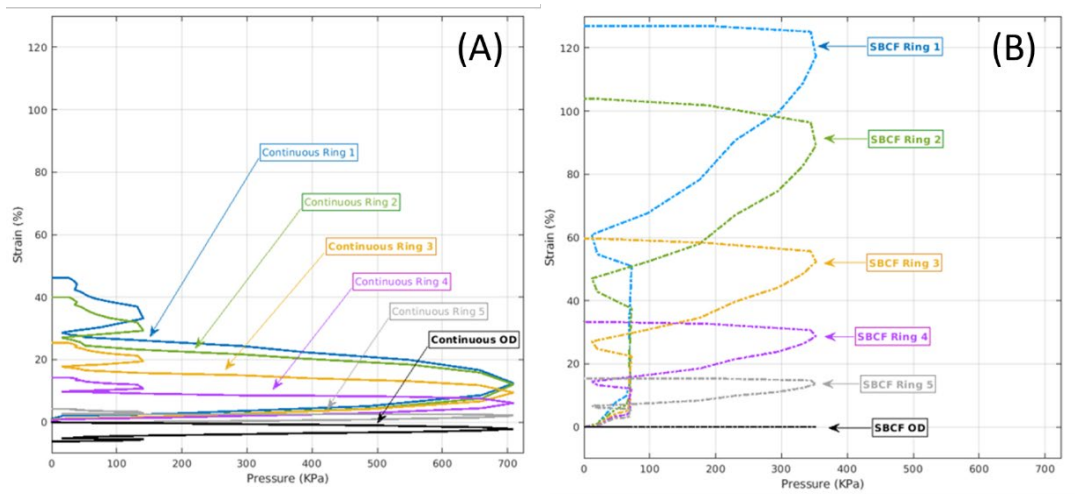 (A)
120
100
80
60
40
20
0
Strain (%)
Continuous Ring 1
Continuous Ring 2
Continuous Ring 3
Continuous Ring 4
Continuous Ring 5
Continuous OD
0 100 200 300 400 500 600 700
Pressure (KPa)
(B)
120
100
80
60
40
20
0
Strain (%)
SBCF Ring 1
SBCF Ring 2
SBCF Ring 3
SBCF Ring 4
SBCF Ring 5
SBCF OD
0 100 200 300 400 500 600 700
Pressure (KPa)